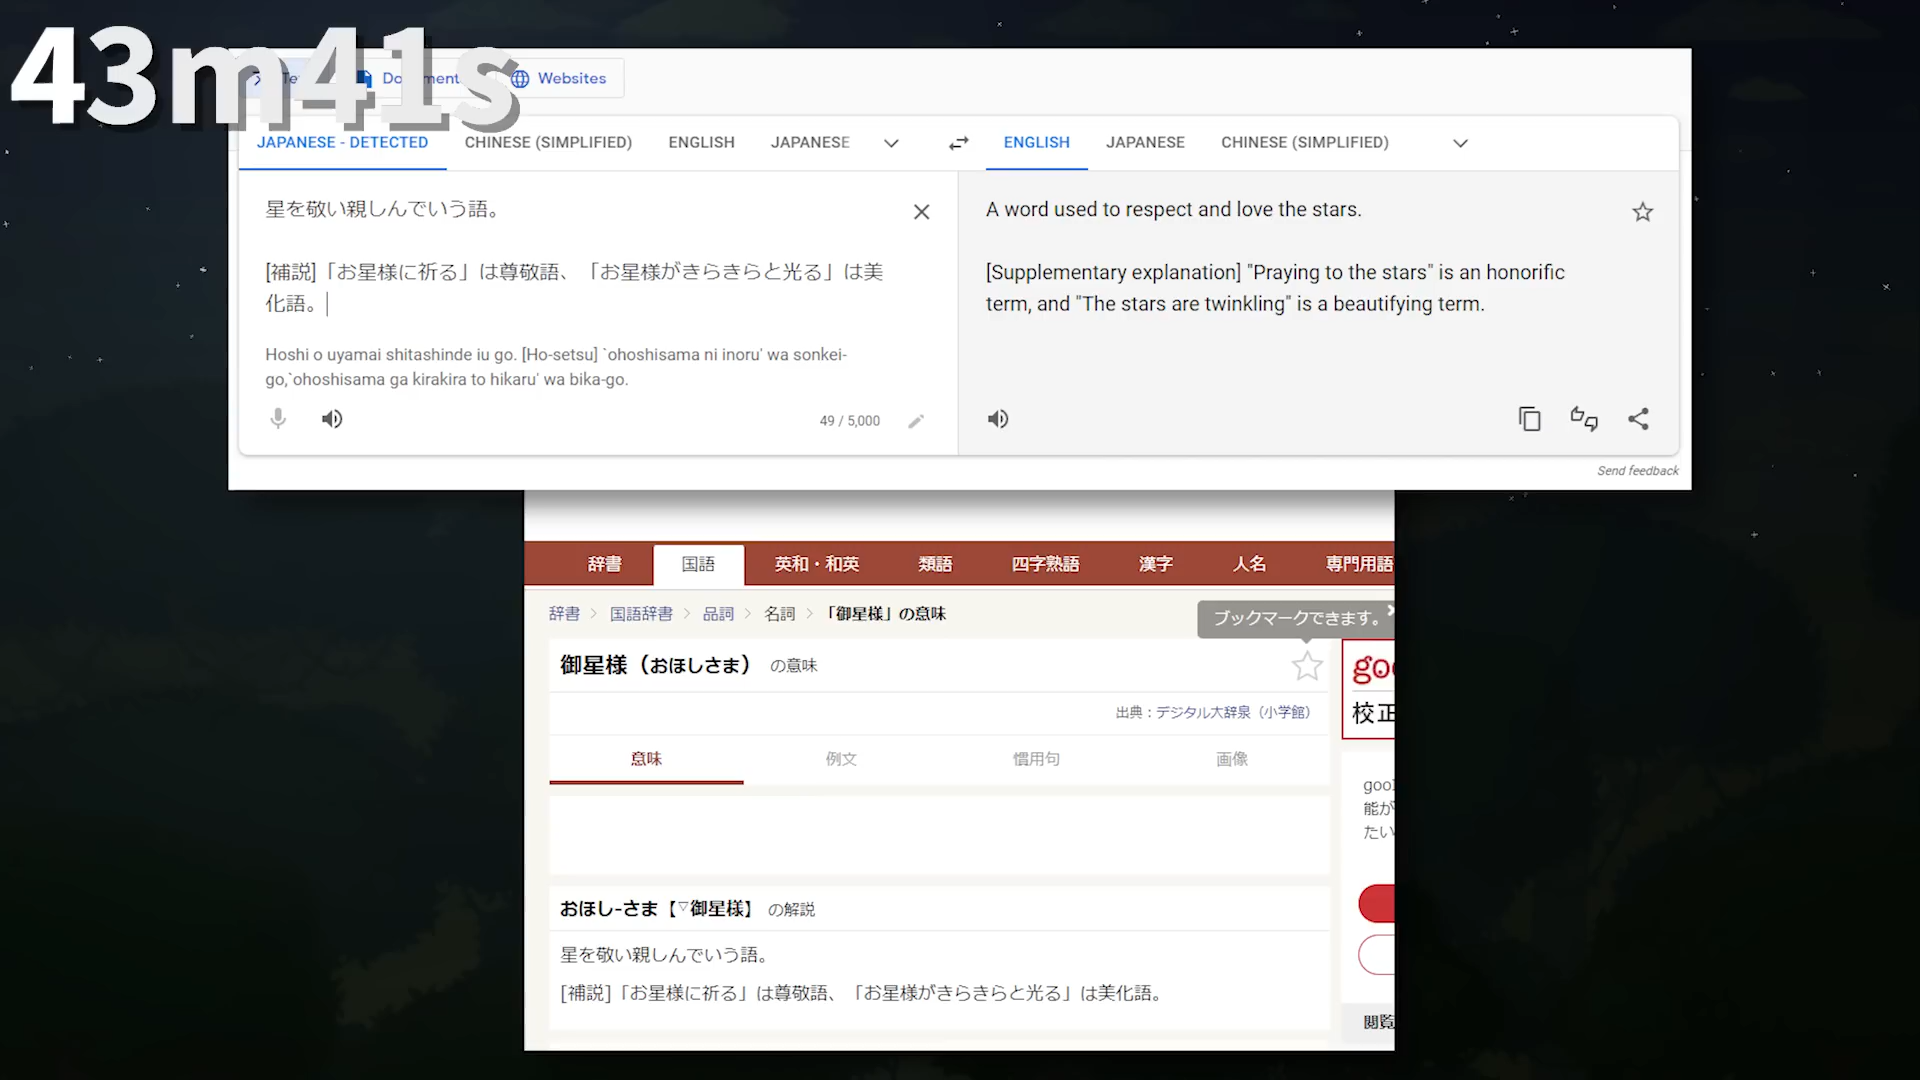 43m41s
Websites
JAPANESE - DETECTED CHINESE (SIMPLIFIED) ENGLISH JAPANESE
ENGLISH JAPANESE CHINESE (SIMPLIFIED)
星を敬い親しんでいう語。
[補説]「お星様に祈る」は尊敬語、「お星様がきらきらと光る」は美
化語。
Hoshi o uyamai shitashinde iu go. [Ho-setsu] `ohoshisama ni inoru' wa sonkei-
go,`ohoshisama ga kirakira to hikaru' wa bika-go.
49 / 5,000
A word used to respect and love the stars.
[Supplementary explanation] "Praying to the stars" is an honorific
term, and "The stars are twinkling" is a beautifying term.
Send feedback
辞書 国語 英和・和英 類語 四字熟語 漢字 人名 専門用語
辞書 > 国語辞書 > 品詞 > 名詞 > 「御星様」の意味
ブックマークできます。
御星様（おほしさま） の意味
出典：デジタル大辞泉（小学館）
意味 例文 慣用句 画像
おほし‐さま【▽御星様】 の解説
星を敬い親しんでいう語。
[補説]「お星様に祈る」は尊敬語、「お星様がきらきらと光る」は美化語。
goo
校正
能が
たい
閲覧